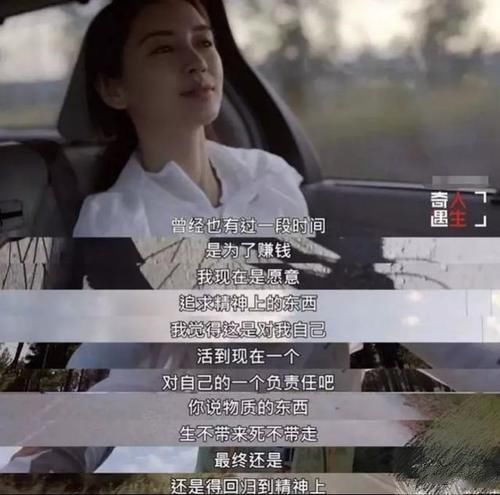 奇人
遇生
曾经也有过一段时间
是为了赚钱
我现在是愿意
追求精神上的东西
我觉得这是对我自己
活到现在一个
对自己的一个负责任吧
你说物质的东西
生不带来死不带走
最终还是
还是得回归到精神上